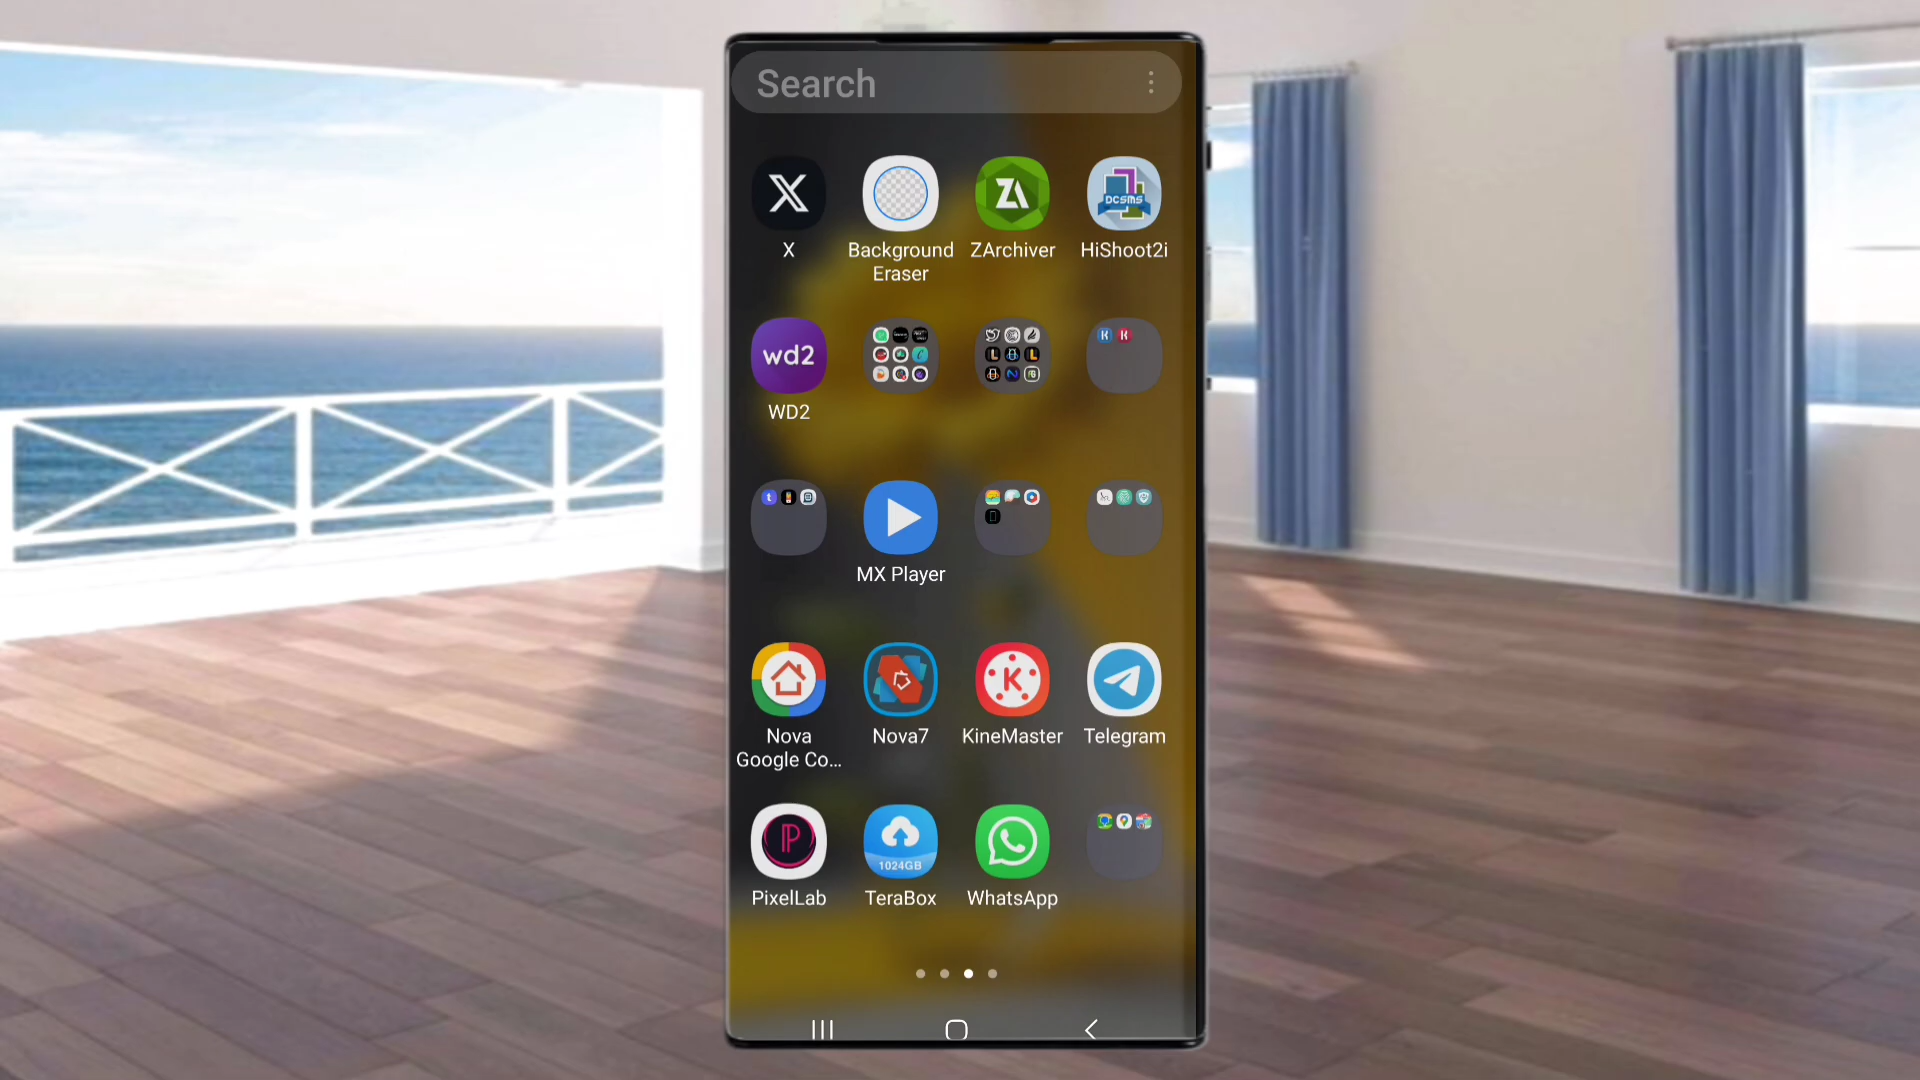 Search
X
Background
Eraser
ZArchiver
DCSMS
HiShoot2i
wd2
WD2
MX Player
Nova
Google Co...
Nova7
KineMaster
Telegram
PixelLab
1024GB
TeraBox
WhatsApp